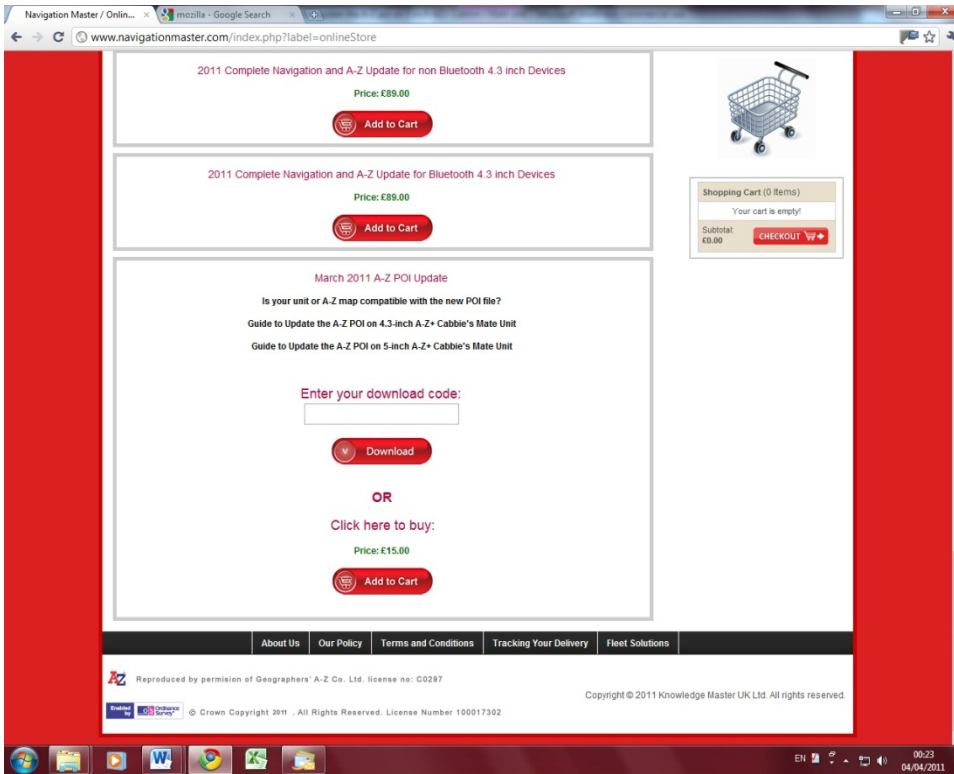 Navigation Master / Onlin...
mozilla - Google Search
www.navigationmaster.com/index.php?label=onlineStore
2011 Complete Navigation and A-Z Update for non Bluetooth 4.3 inch Devices
Price: £89.00
Add to Cart
2011 Complete Navigation and A-Z Update for Bluetooth 4.3 inch Devices
Price: £89.00
Add to Cart
Shopping Cart (0 Items)
Your cart is empty!
Subtotal:
£0.00
CHECKOUT
March 2011 A-Z POI Update
Is your unit or A-Z map compatible with the new POI file?
Guide to Update the A-Z POI on 4.3-inch A-Z+ Cabbie's Mate Unit
Guide to Update the A-Z POI on 5-inch A-Z+ Cabbie's Mate Unit
Enter your download code:
Download
OR
Click here to buy:
Price: £15.00
Add to Cart
About Us Our Policy Terms and Conditions Tracking Your Delivery Fleet Solutions
AZ Reproduced by permision of Geographers' A-Z Co. Ltd. license no: C0297
Copyright © 2011 Knowledge Master UK Ltd. All rights reserved.
Enabled by OS Ordnance Survey © Crown Copyright 2011 . All Rights Reserved. License Number 100017302
EN 00:23
04/04/2011